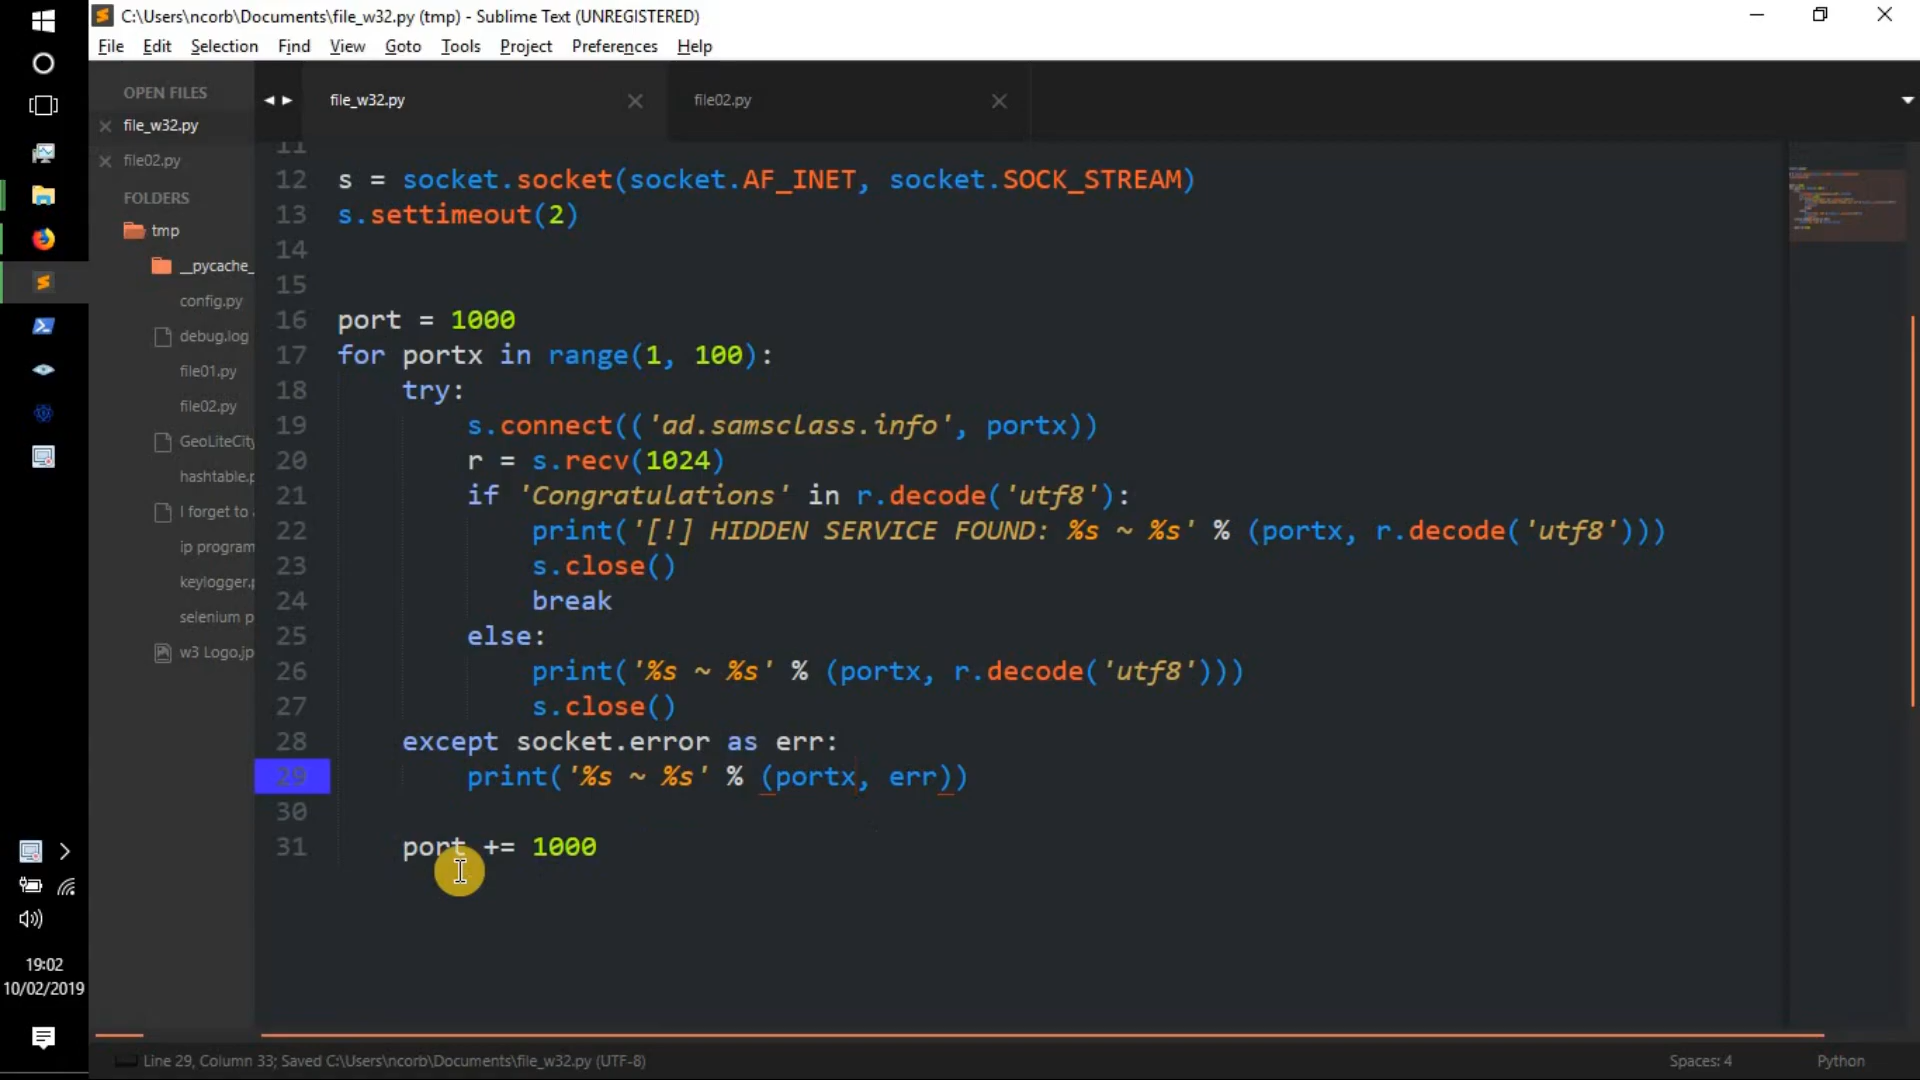 C:\Users\ncorb\Documents\file_w32.py (tmp) - Sublime Text (UNREGISTERED)
File Edit Selection Find View Goto Tools Project Preferences Help
OPEN FILES
file_w32.py
file02.py
FOLDERS
tmp
__pycache_
config.py
debug.log
file01.py
file02.py
GeoLiteCity
hashtable.p
I forget to
ip program
keylogger.p
selenium p
w3 Logo.jp
file_w32.py file02.py
11
12 s = socket.socket(socket.AF_INET, socket.SOCK_STREAM)
13 s.settimeout(2)
14
15
16 port = 1000
17 for portx in range(1, 100):
18 try:
19 s.connect(('ad.samsclass.info', portx))
20 r = s.recv(1024)
21 if 'Congratulations' in r.decode('utf8'):
22 print('[!] HIDDEN SERVICE FOUND: %s ~ %s' % (portx, r.decode('utf8')))
23 s.close()
24 break
25 else:
26 print('%s ~ %s' % (portx, r.decode('utf8')))
27 s.close()
28 except socket.error as err:
29 print('%s ~ %s' % (portx, err))
30
31 port += 1000
19:02
10/02/2019
Line 29, Column 33; Saved C:\Users\ncorb\Documents\file_w32.py (UTF-8)
Spaces: 4
Python